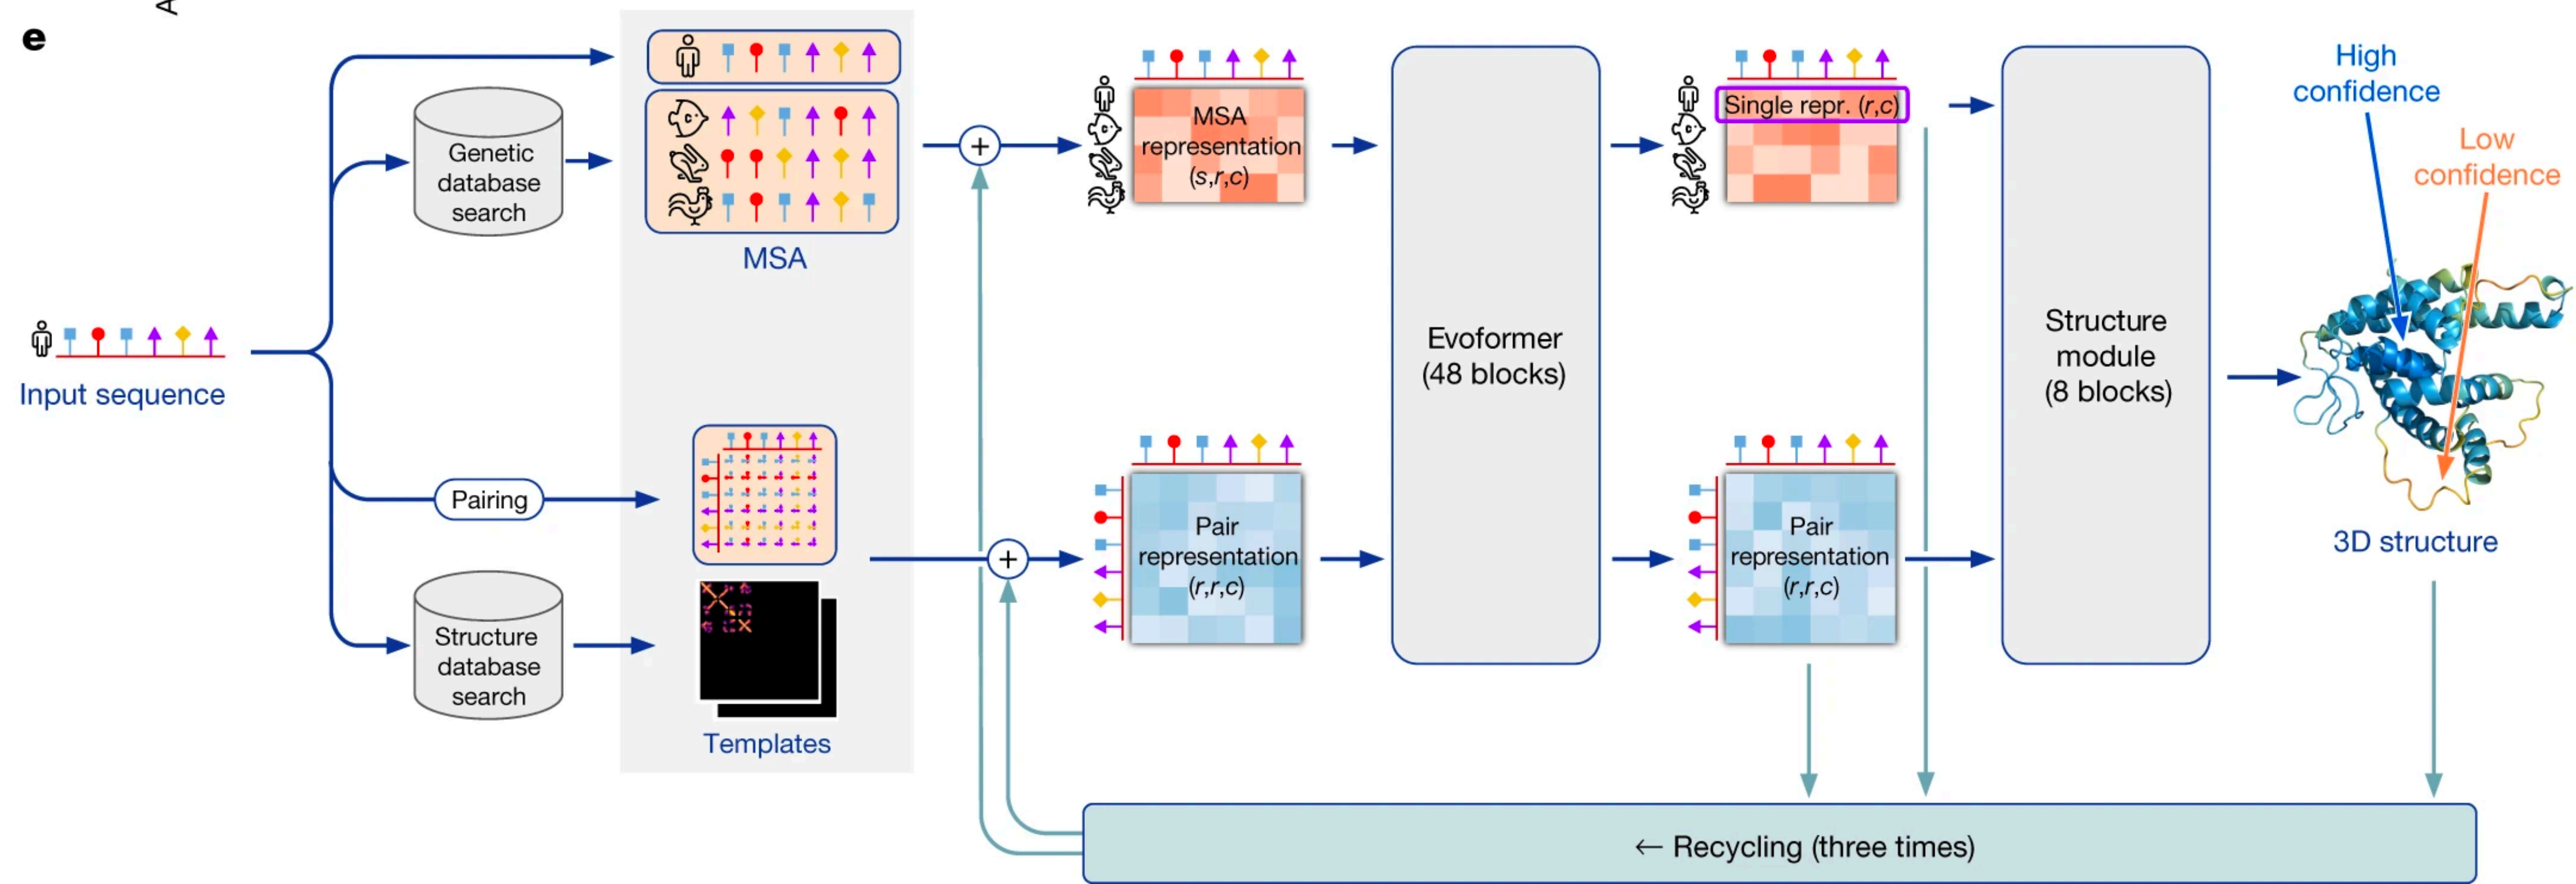 e
A
High
confidence
Low
confidence
Genetic
database
search
MSA
MSA
representation
(s,r,c)
Single repr. (r,c)
Input sequence
Evoformer
(48 blocks)
Structure
module
(8 blocks)
Pairing
Pair
representation
(r,r,c)
Pair
representation
(r,r,c)
3D structure
Structure
database
search
Templates
← Recycling (three times)